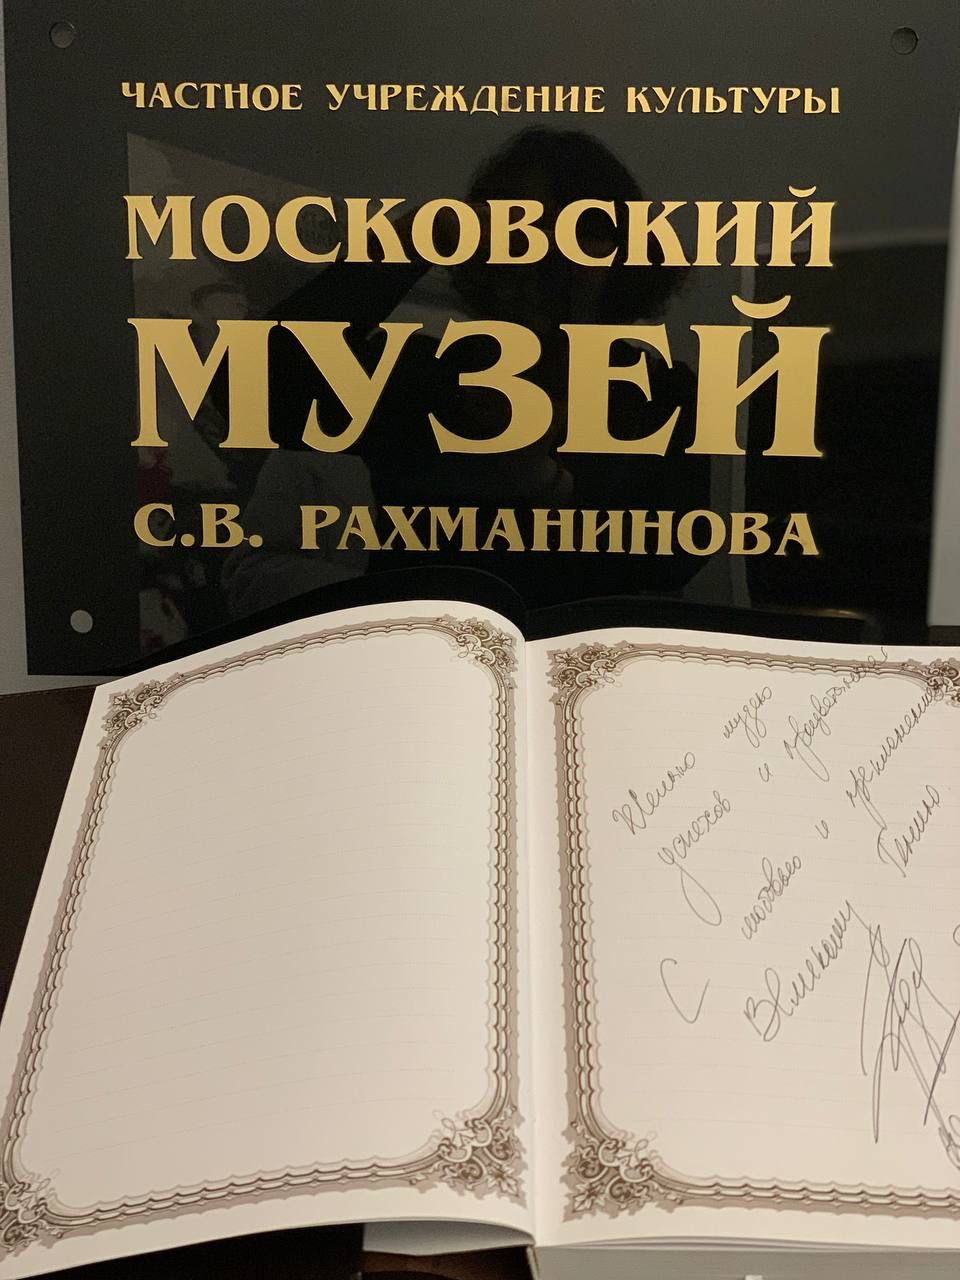 ЧАСТНОЕ УЧРЕЖДЕНИЕ КУЛЬТУРЫ
МОСКОВСКИЙ
МУЗЕЙ
С.В. РАХМАНИНОВА
Желаю музею
успехов и процветания
С любовью и преклонением
Великому Гению